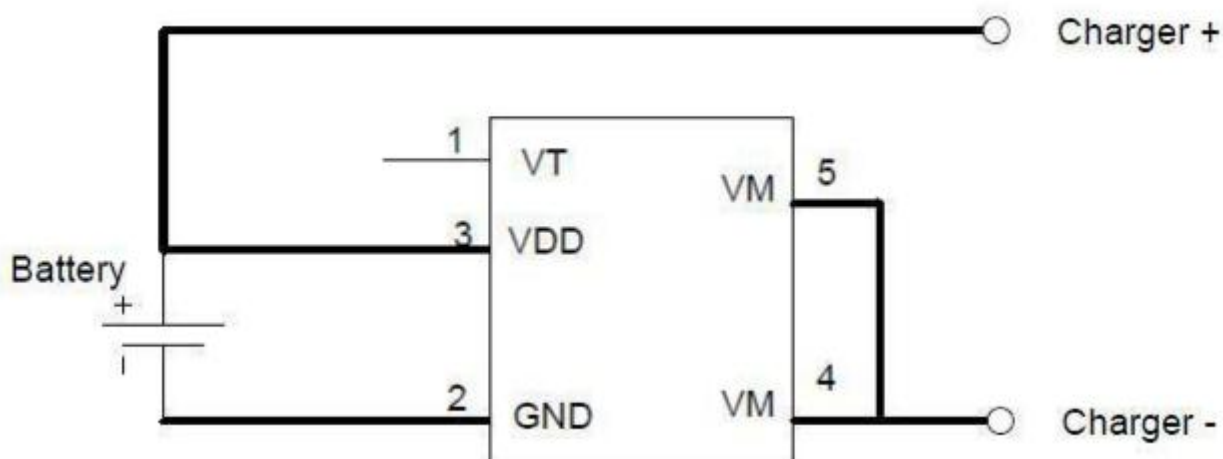 Charger +
1
VT
VM
5
3
VDD
Battery
+
-
2
GND
VM
4
Charger -